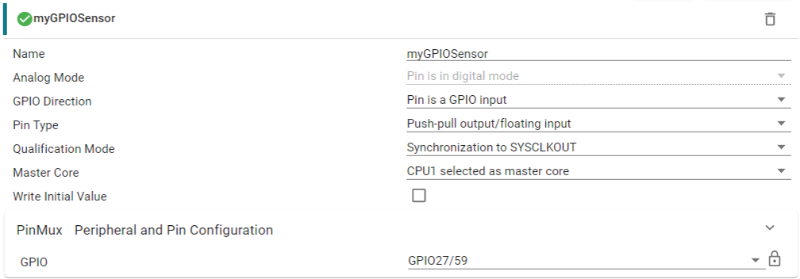 myGPIOSensor
Name myGPIOSensor
Analog Mode Pin is in digital mode
GPIO Direction Pin is a GPIO input
Pin Type Push-pull output/floating input
Qualification Mode Synchronization to SYSCLKOUT
Master Core CPU1 selected as master core
Write Initial Value
PinMux Peripheral and Pin Configuration
GPIO GPIO27/59